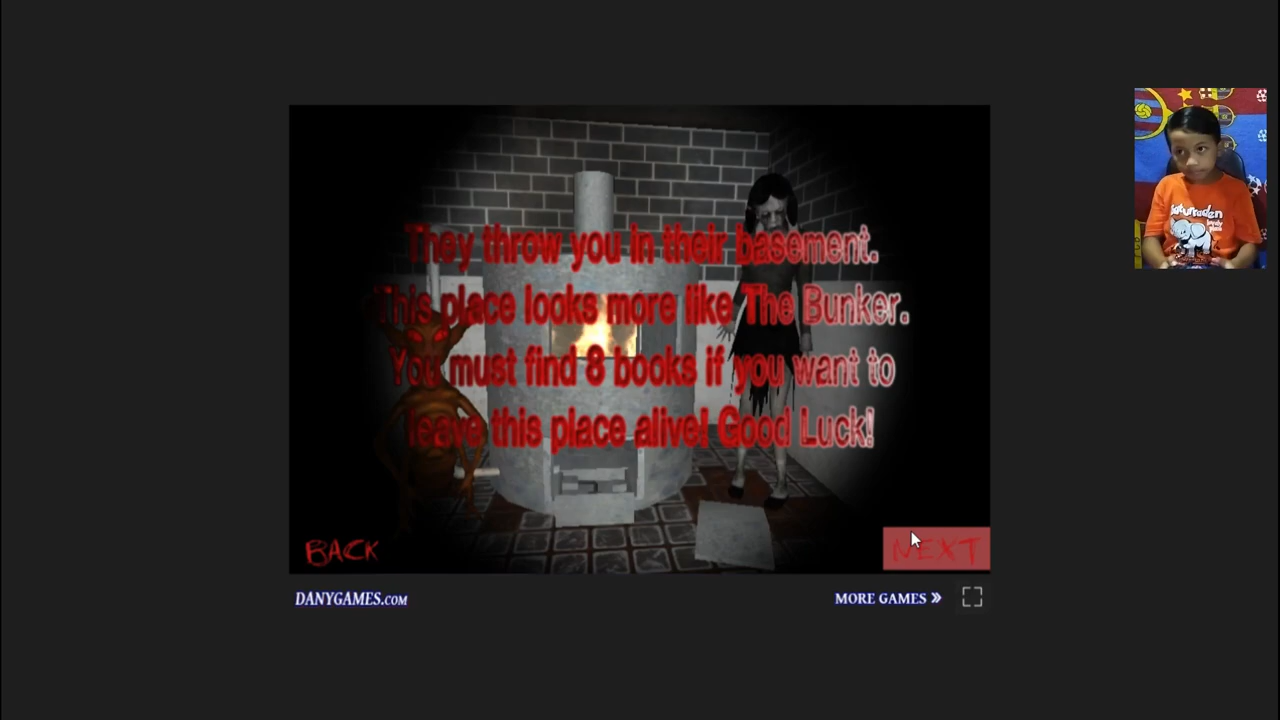 They throw you in their basement.
This place looks more like The Bunker.
You must find 8 books if you want to
leave this place alive! Good Luck!
BACK
NEXT
DANYGAMES.COM
MORE GAMES »